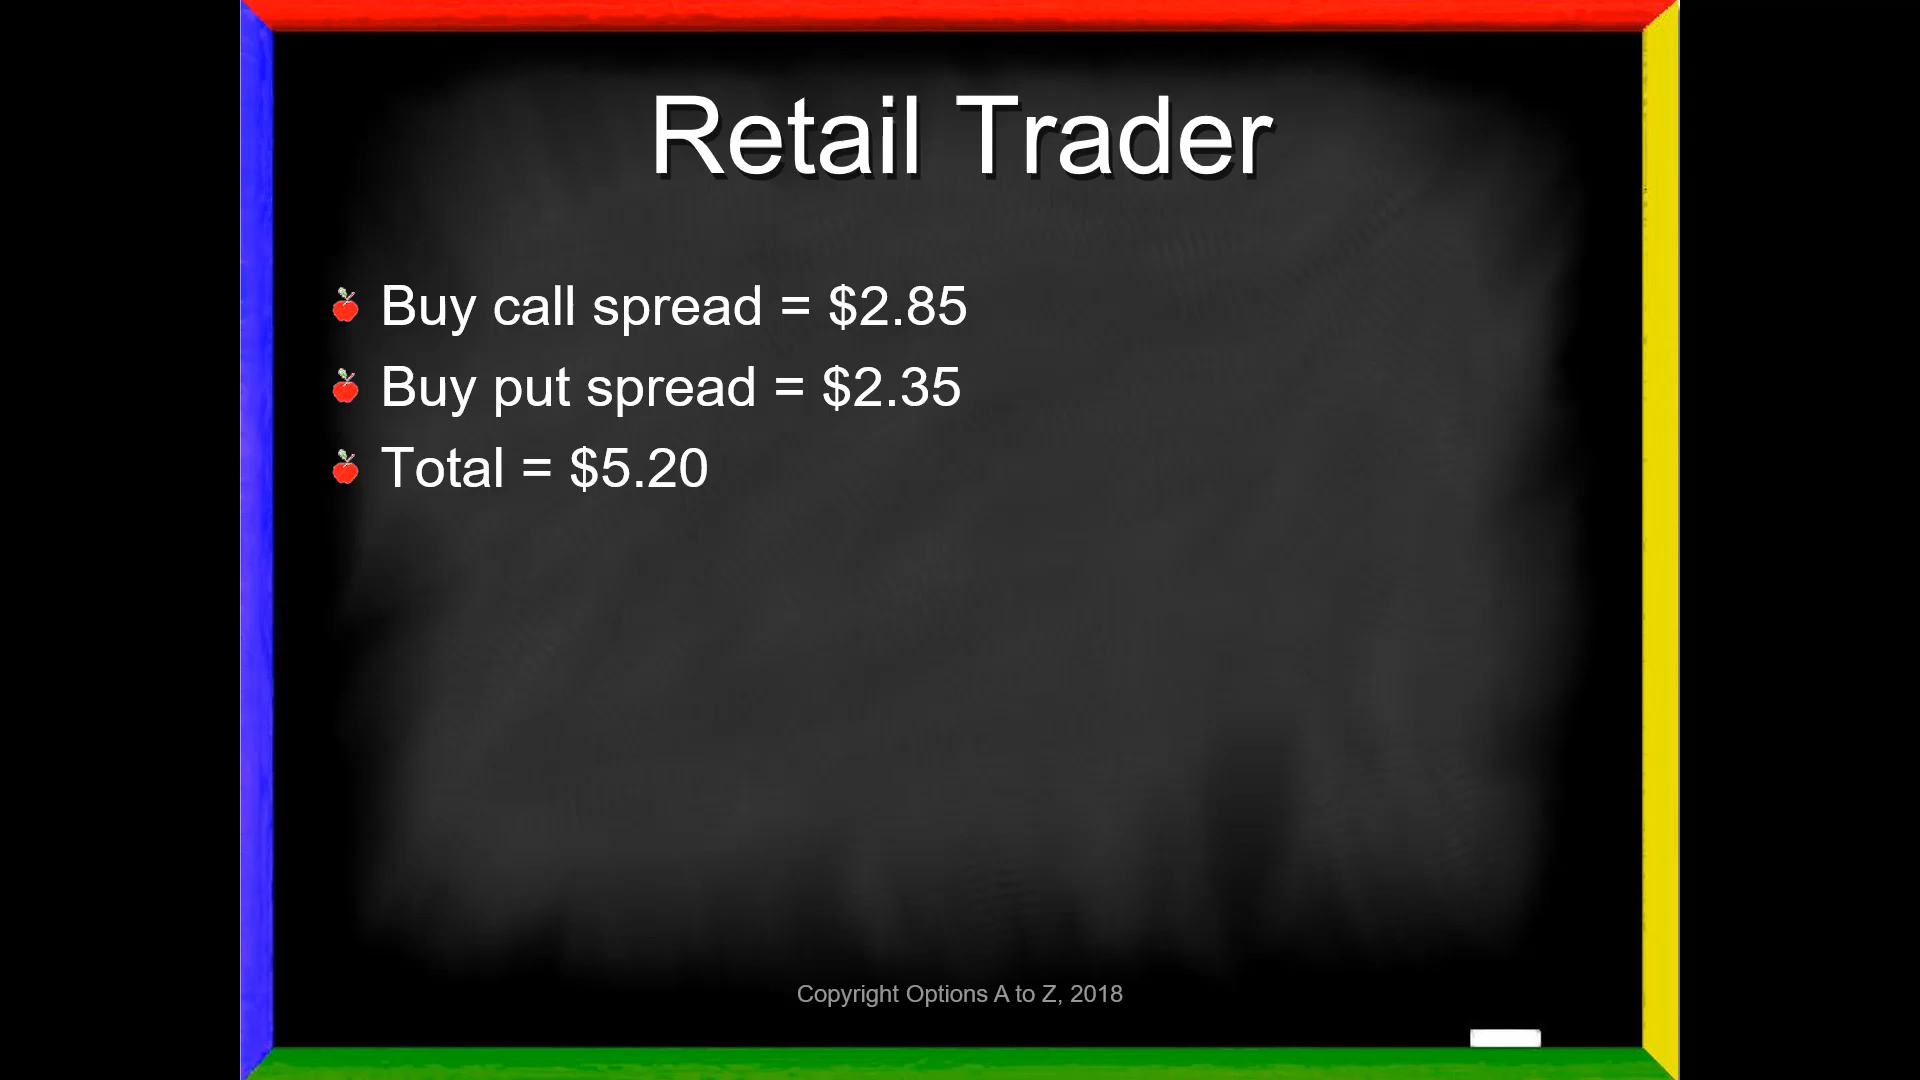 Retail Trader
Buy call spread = $2.85
Buy put spread = $2.35
Total = $5.20
Copyright Options A to Z, 2018